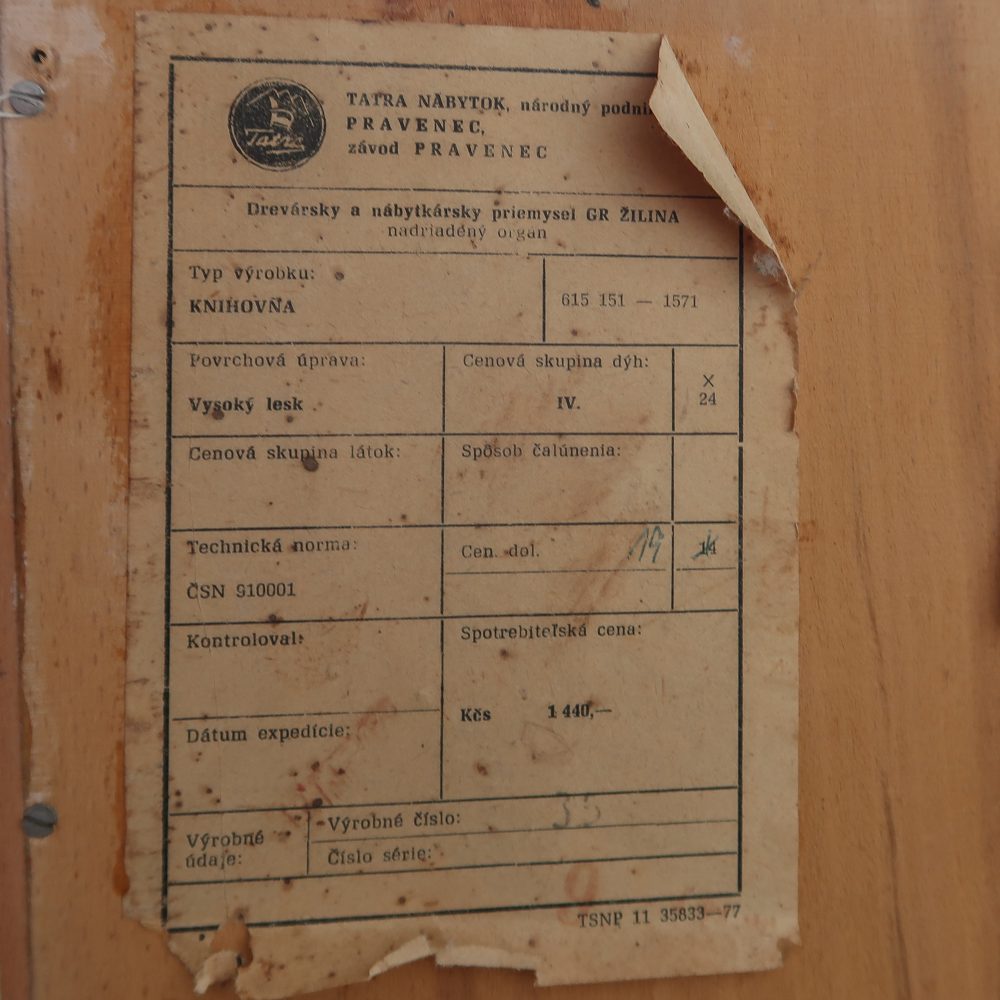 Tatra
TATRA NÁBYTOK, národný
PRAVENEC,
závod PRAVENEC
Drevársky a nábytkársky priemysel GR ŽILINA
nadriadený orgán
Typ výrobku:
KNIHOVŇA
615 151 — 1571
Povrchová úprava:
Vysoký lesk
Cenová skupina dýh:
IV.
X
24
Cenová skupina látok:
Spôsob čalúnenia:
Technická norma:
ČSN 910001
Cen. dol.
14
Kontroloval:
Dátum expedície:
Spotrebiteľská cena:
Kčs 1 440,—
Výrobné
údaje:
Výrobné číslo:
Číslo série:
TSNP 11 35833—77